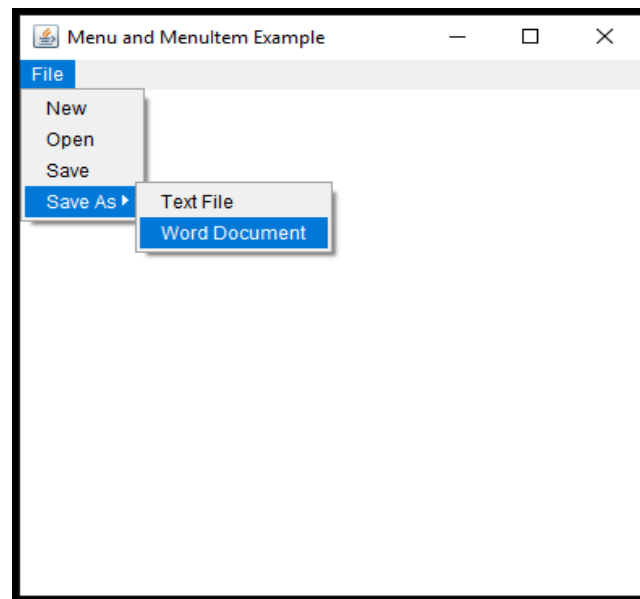 Menu and MenuItem Example
File
New
Open
Save
Save As
Text File
Word Document